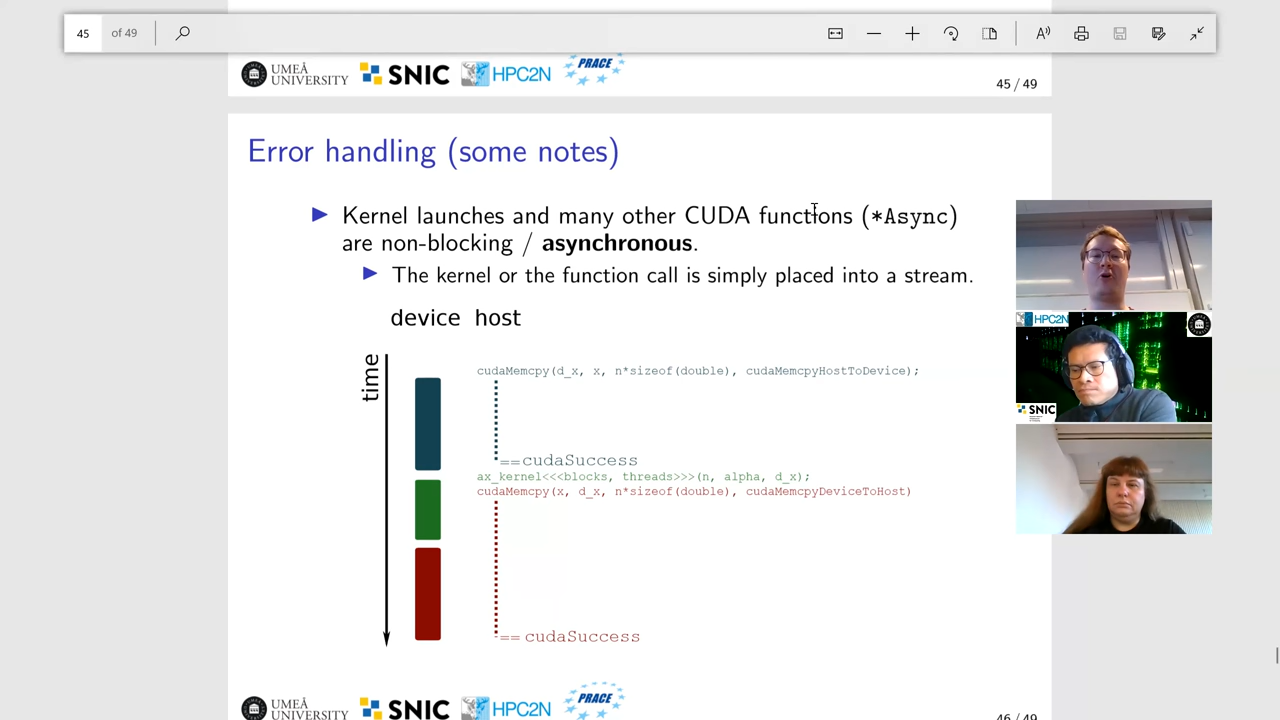 45 of 49
UMEÅ UNIVERSITY SNIC HPC2N PRACE
45 / 49
Error handling (some notes)
Kernel launches and many other CUDA functions (*Async)
are non-blocking / asynchronous.
The kernel or the function call is simply placed into a stream.
device host
time
cudaMemcpy(d_x, x, n*sizeof(double), cudaMemcpyHostToDevice);
==cudaSuccess
ax_kernel<<<blocks, threads>>>(n, alpha, d_x);
cudaMemcpy(x, d_x, n*sizeof(double), cudaMemcpyDeviceToHost)
== cudaSuccess
HPC2N
SNIC
UMEÅ UNIVERSITY SNIC HPC2N PRACE
46 / 49